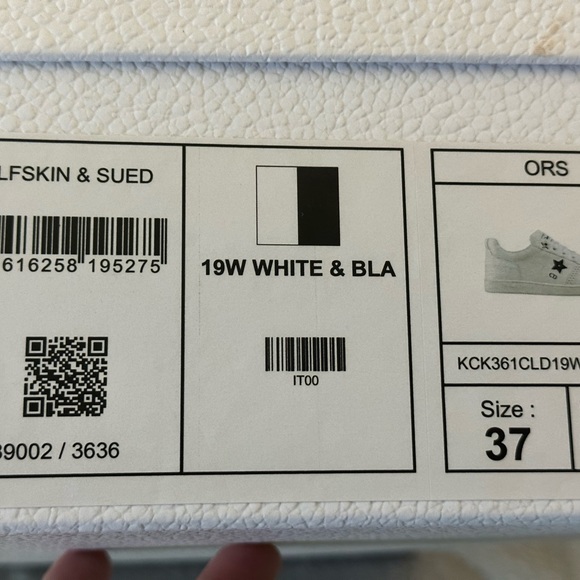 LFSKIN & SUED
616258 195275
39002 / 3636
19W WHITE & BLA
IT00
ORS
KCK361CLD19W
Size :
37